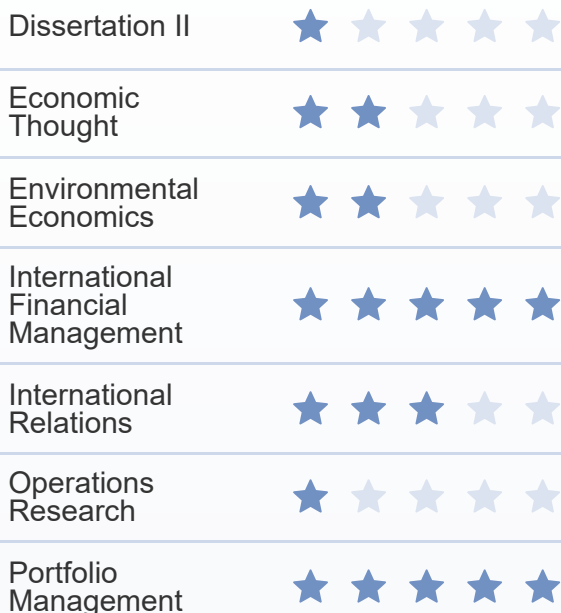 Dissertation II
Economic
Thought
Environmental
Economics
International
Financial
Management
International
Relations
Operations
Research
Portfolio
Management